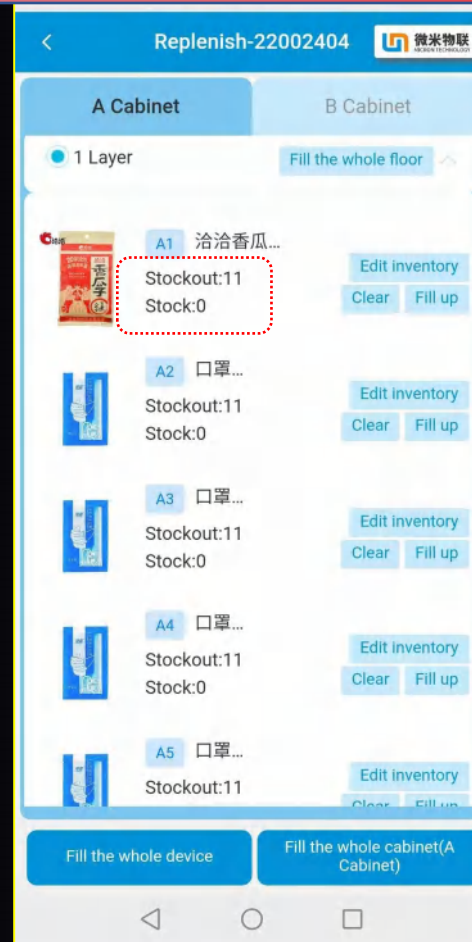 Replenish-22002404
微米物联
A Cabinet
B Cabinet
1 Layer
Fill the whole floor
A1 洽洽香瓜...
Stockout:11
Stock:0
Edit inventory
Clear
Fill up
A2 口罩...
Stockout:11
Stock:0
Edit inventory
Clear
Fill up
A3 口罩...
Stockout:11
Stock:0
Edit inventory
Clear
Fill up
A4 口罩...
Stockout:11
Stock:0
Edit inventory
Clear
Fill up
A5 口罩...
Stockout:11
Edit inventory
Clear
Fill up
Fill the whole device
Fill the whole cabinet(A
Cabinet)